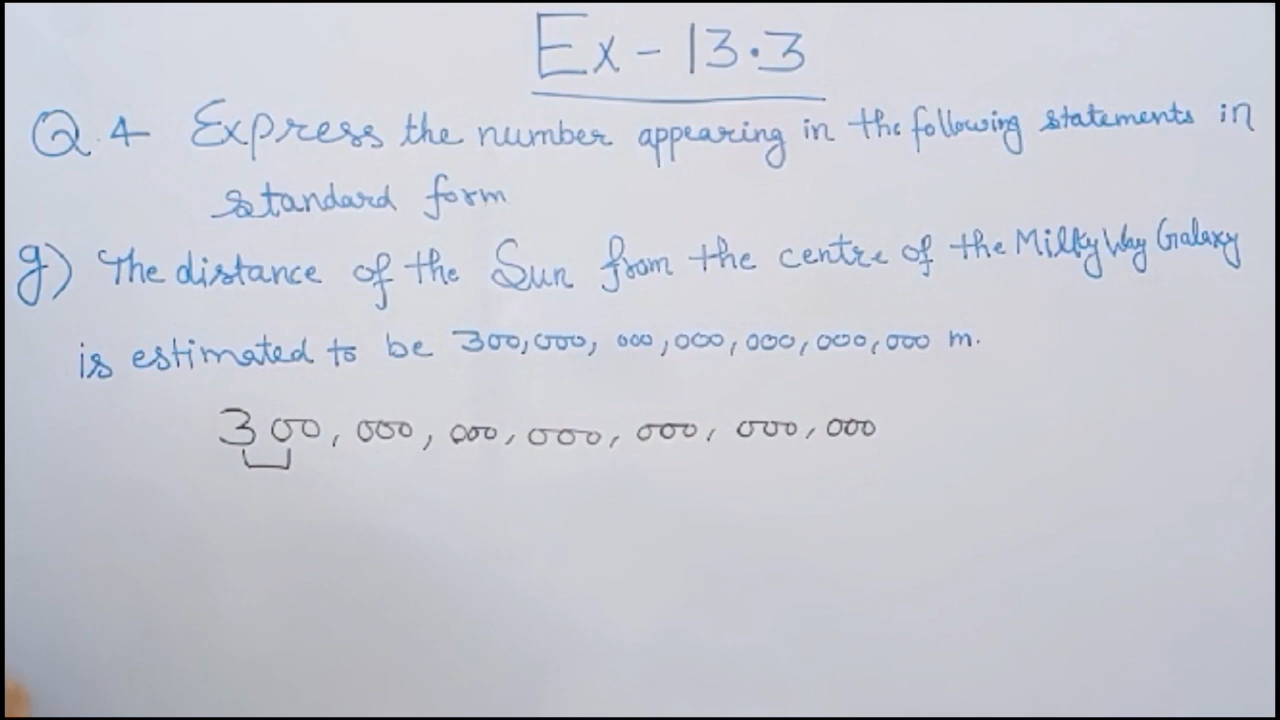 Ex - 13.3
Q.4 Express the number appearing in the following statements in
standard form
g) The distance of the Sun from the centre of the Milky Way Galaxy
is estimated to be 300,000, 000,000,000,000,000 m.
300, 000, 000, 000, 000, 000, 000